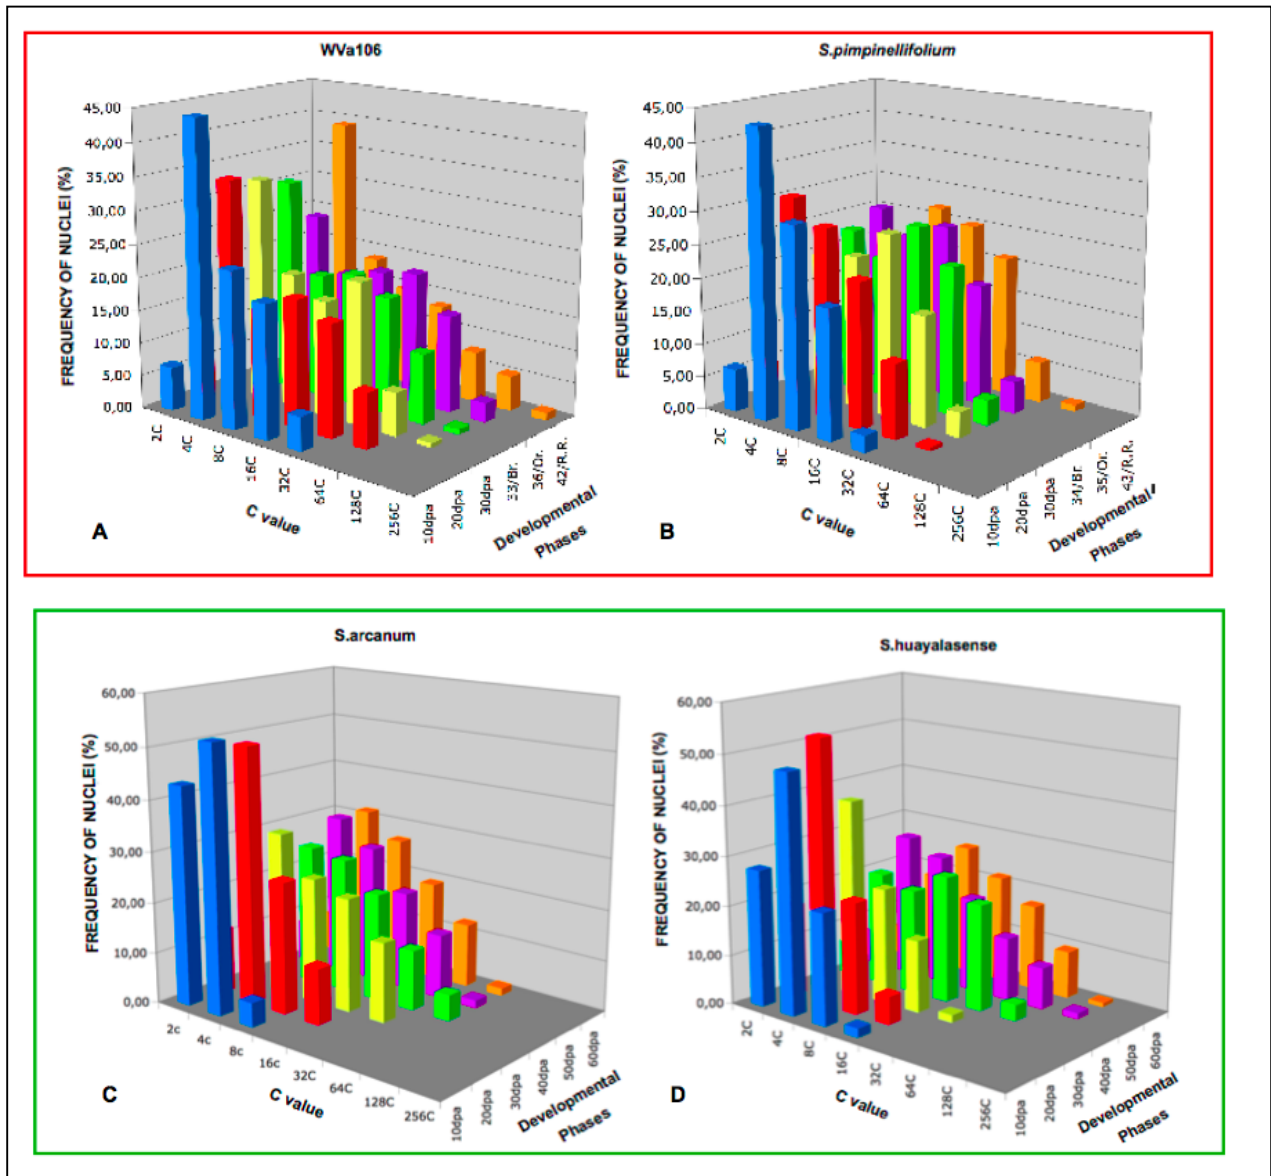 WVa106
FREQUENCY OF NUCLEI (%)
45,00
40,00
35,00
30,00
25,00
20,00
15,00
10,00
5,00
0,00
2C
4C
8C
16C
32C
64C
128C
256C
C value
10dpa
20dpa
30dpa
33/Br.
36/Or.
42/R.R.
Developmental
Phases
A
S.pimpinellifolium
FREQUENCY OF NUCLEI (%)
45,00
40,00
35,00
30,00
25,00
20,00
15,00
10,00
5,00
0,00
2C
4C
8C
16C
32C
64C
128C
256C
C value
10dpa
20dpa
30dpa
34/Br.
35/Or.
43/R.R.
Developmental
Phases
B
S.arcanum
FREQUENCY OF NUCLEI (%)
60,00
50,00
40,00
30,00
20,00
10,00
0,00
2c
4c
8c
16c
32C
64C
128C
256C
C value
10dpa
20dpa
30dpa
40dpa
50dpa
60dpa
Developmental
Phases
C
S.huayalasense
FREQUENCY OF NUCLEI (%)
60,00
50,00
40,00
30,00
20,00
10,00
0,00
2C
4C
8C
16C
32C
64C
128C
256C
C value
10dpa
20dpa
30dpa
40dpa
50dpa
60dpa
Developmental
Phases
D